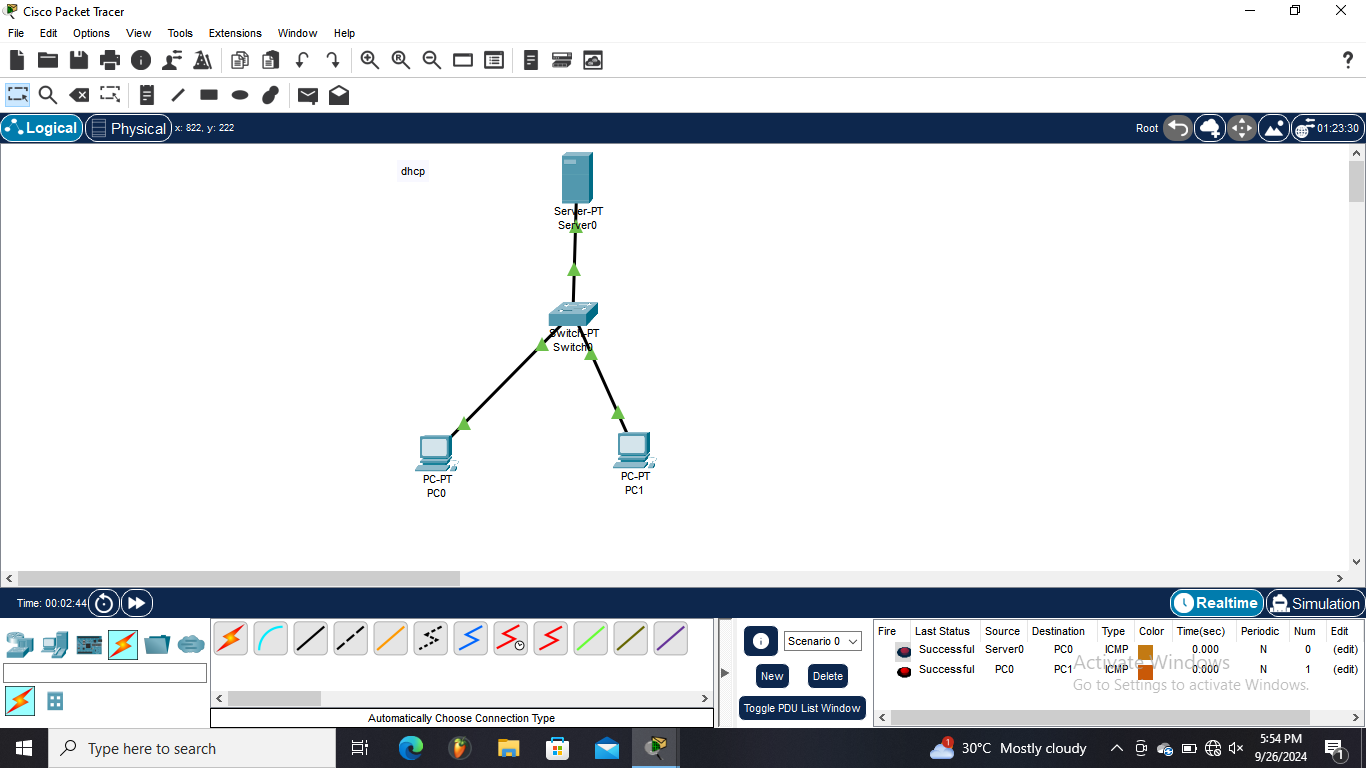 Cisco Packet Tracer
File Edit Options View Tools Extensions Window Help
Logical Physical x: 822, y: 222 Root 01:23:30
dhcp
Server-PT
Server0
Switch-PT
Switch0
PC-PT
PC0
PC-PT
PC1
Time: 00:02:44 Realtime Simulation
Scenario 0
New Delete
Toggle PDU List Window
Fire Last Status Source Destination Type Color Time(sec) Periodic Num Edit
Successful Server0 PC0 ICMP 0.000 N 0 (edit)
Successful PC0 PC1 ICMP 0.000 N 1 (edit)
Activate Windows
Go to Settings to activate Windows.
Automatically Choose Connection Type
Type here to search
1
30°C Mostly cloudy
5:54 PM
9/26/2024
1